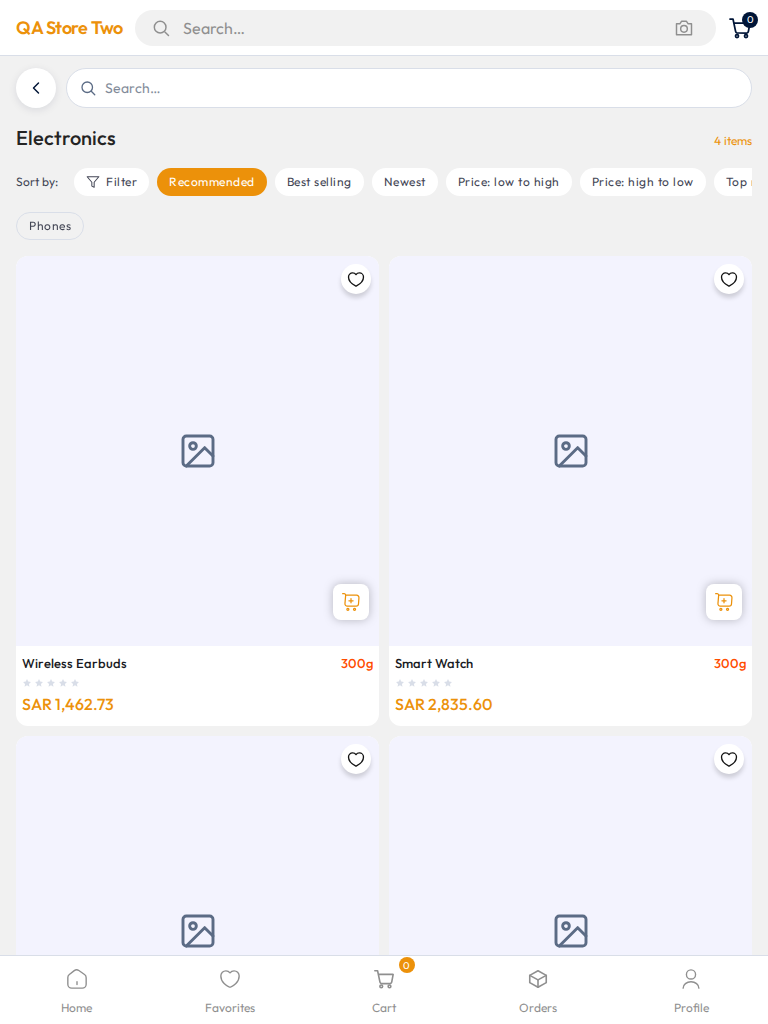 QA Store Two
Search...
0
Search...
Electronics
4 items
Sort by:
Filter
Recommended
Best selling
Newest
Price: low to high
Price: high to low
Top
Phones
Wireless Earbuds
300g
SAR 1,462.73
Smart Watch
300g
SAR 2,835.60
0
Home
Favorites
Cart
Orders
Profile